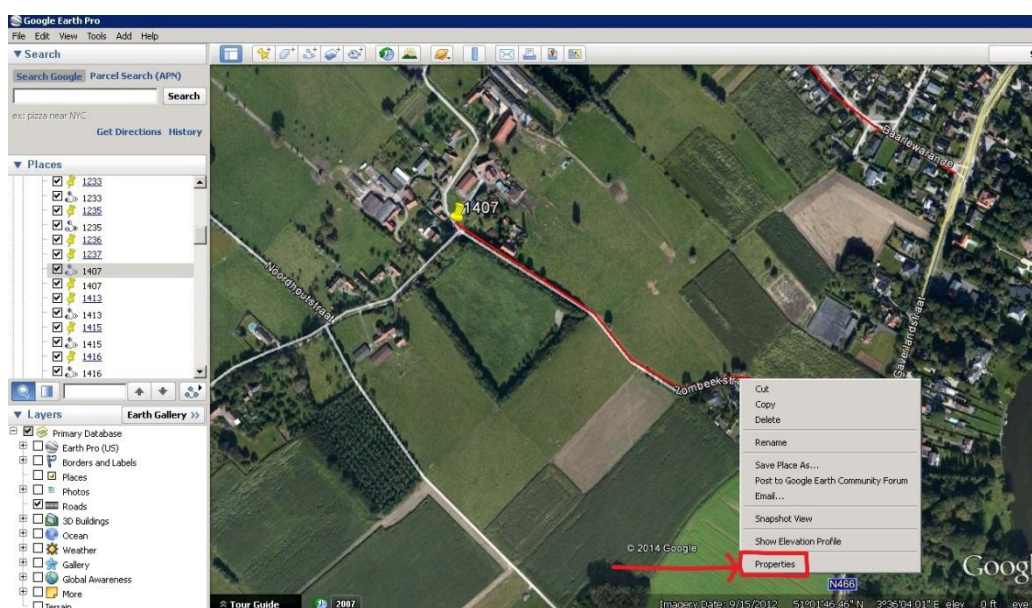 Google Earth Pro
File Edit View Tools Add Help
▼ Search
Search Google Parcel Search (APN)
Search
ex: pizza near NYC
Get Directions History
▼ Places
1233
1233
1235
1235
1236
1237
1407
1407
1413
1413
1415
1415
1416
1416
▼ Layers Earth Gallery >>
Primary Database
Earth Pro (US)
Borders and Labels
Places
Photos
Roads
3D Buildings
Ocean
Weather
Gallery
Global Awareness
More
Terrain
Baarlewarande
1407
Noordhoutstraat
Gaverlandstraat
Zombeekstra
Cut
Copy
Delete
Rename
Save Place As...
Post to Google Earth Community Forum
Email...
Snapshot View
Show Elevation Profile
Properties
© 2014 Google
Googl
N466
Tour Guide 2007
Imagery Date: 9/15/2012 51°01'46.46" N 3°36'04.01" E elev 0 ft eye